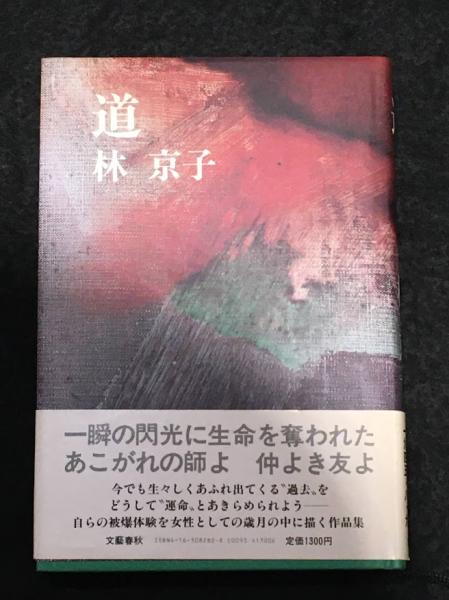 道
林 京子
一瞬の閃光に生命を奪われた
あこがれの師よ 仲よき友よ
今でも生々しくあふれ出てくる〝過去〟を
どうして〝運命〟とあきらめられよう——
自らの被爆体験を女性としての歳月の中に描く作品集
文藝春秋
定価1300円